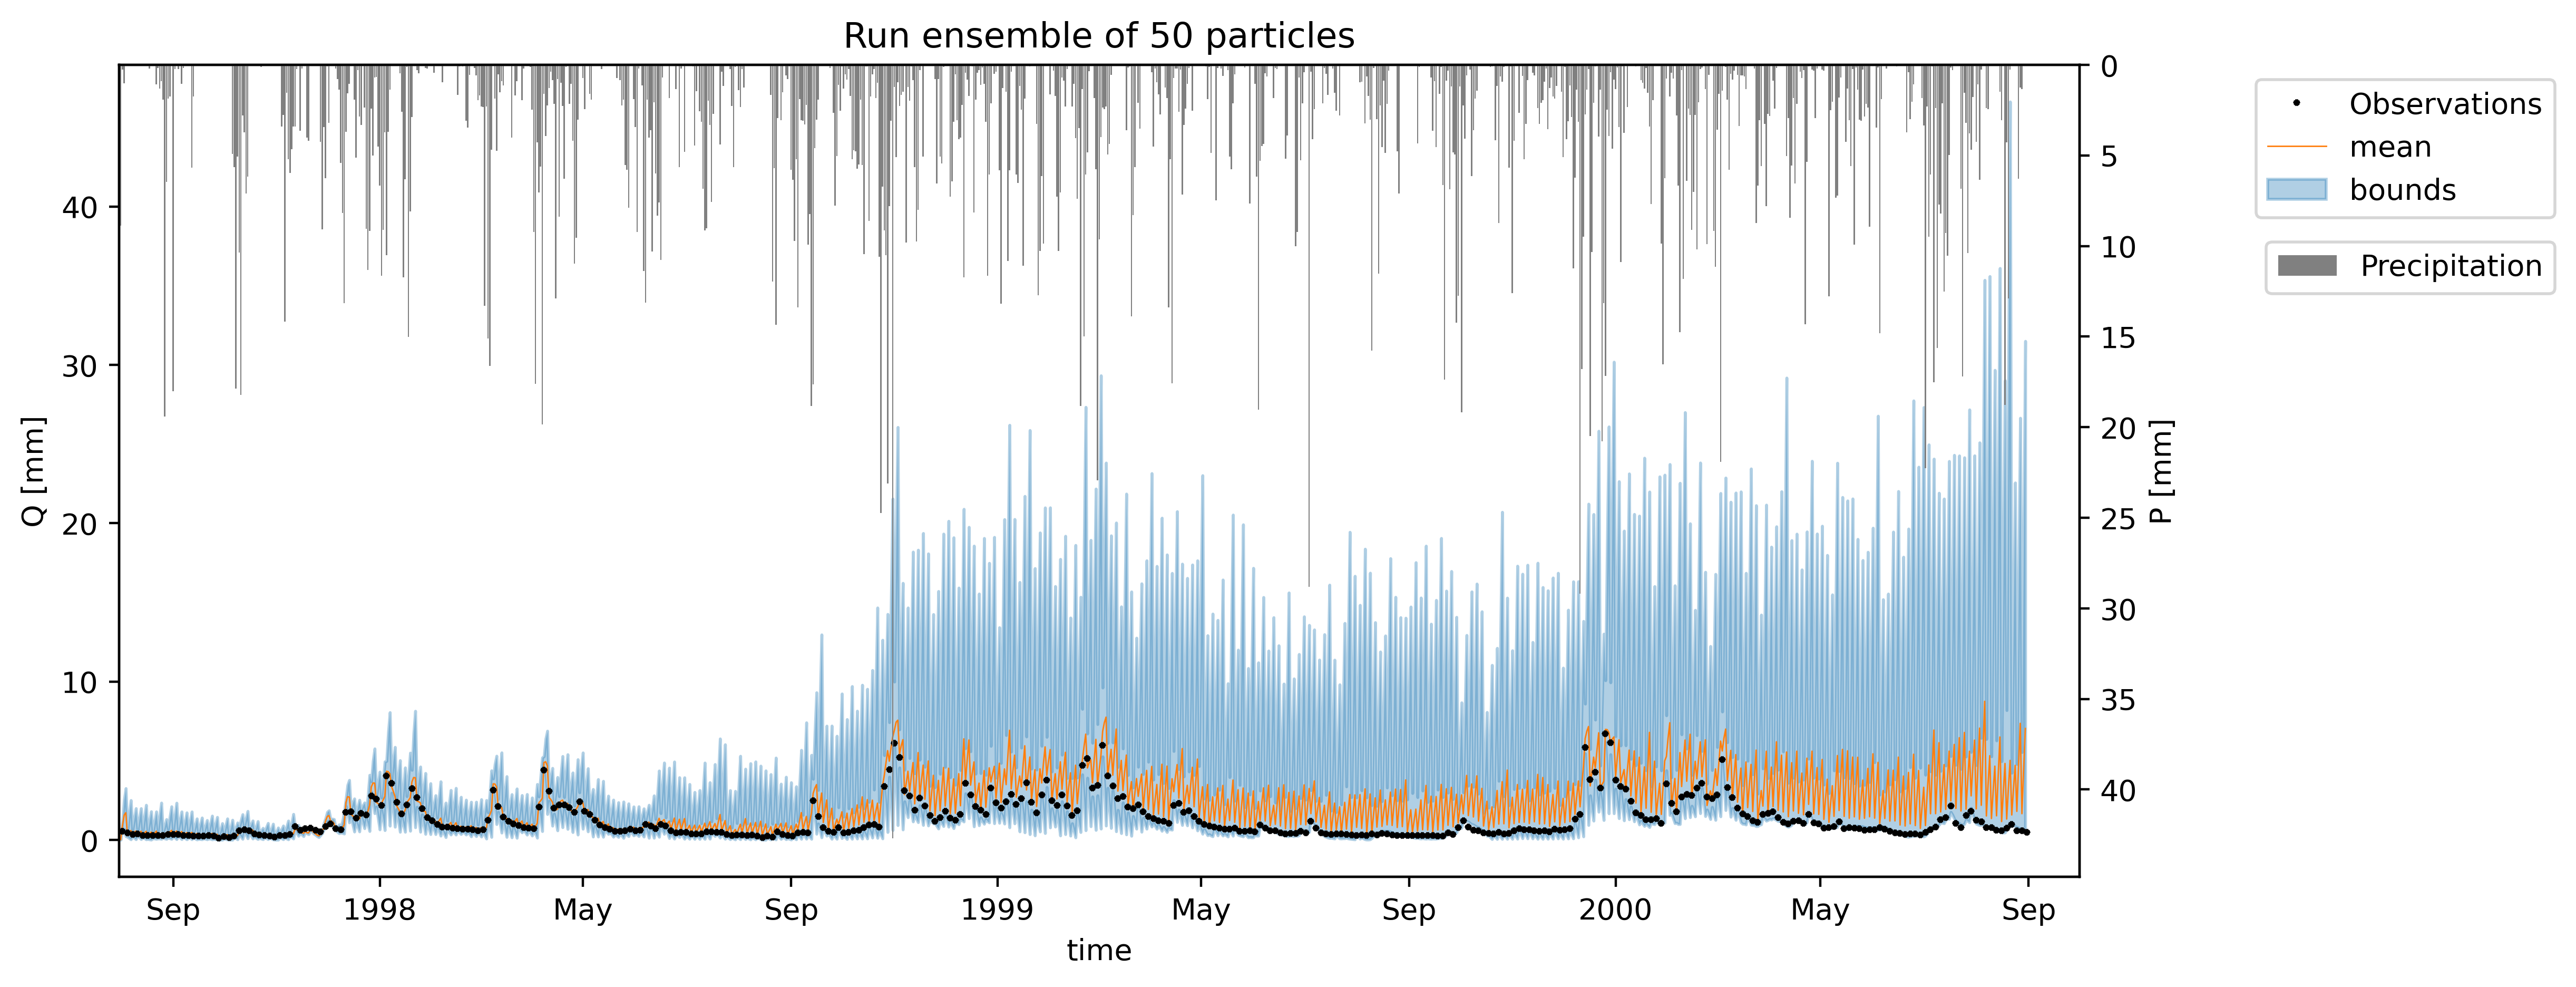 Run ensemble of 50 particles
Q [mm]
40
30
20
10
0
Sep
1998
May
Sep
1999
May
Sep
2000
May
Sep
time
0
5
10
15
20
25
30
35
40
P [mm]
Observations
mean
bounds
Precipitation